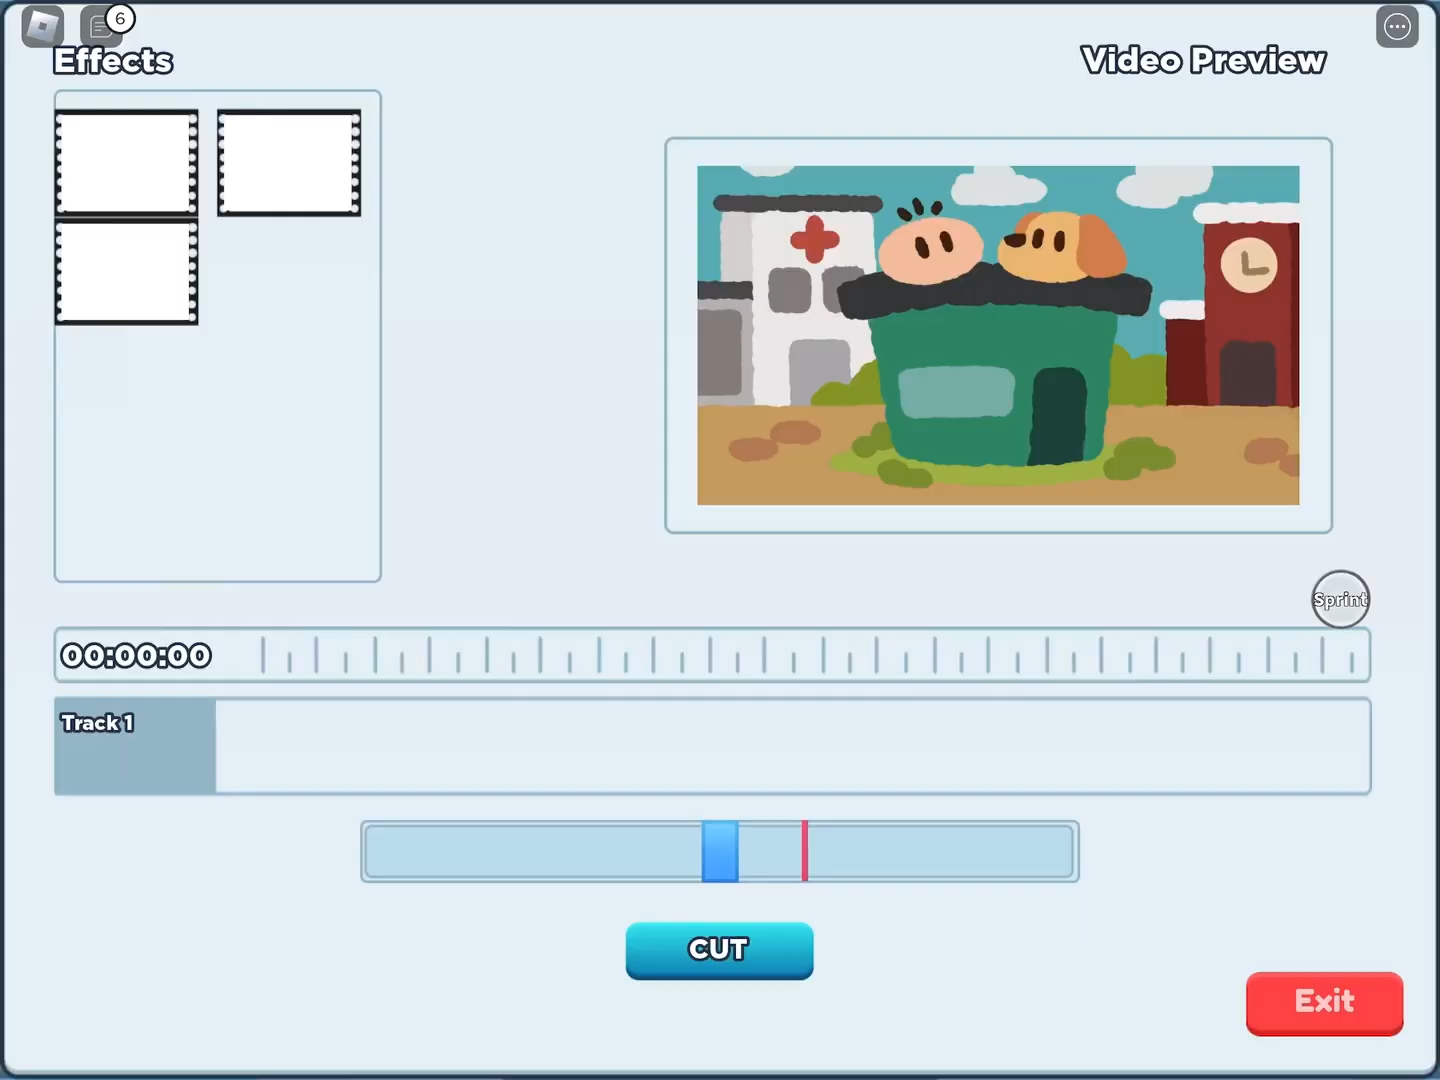 6
Effects
Video Preview
Sprint
00:00:00
Track 1
CUT
Exit